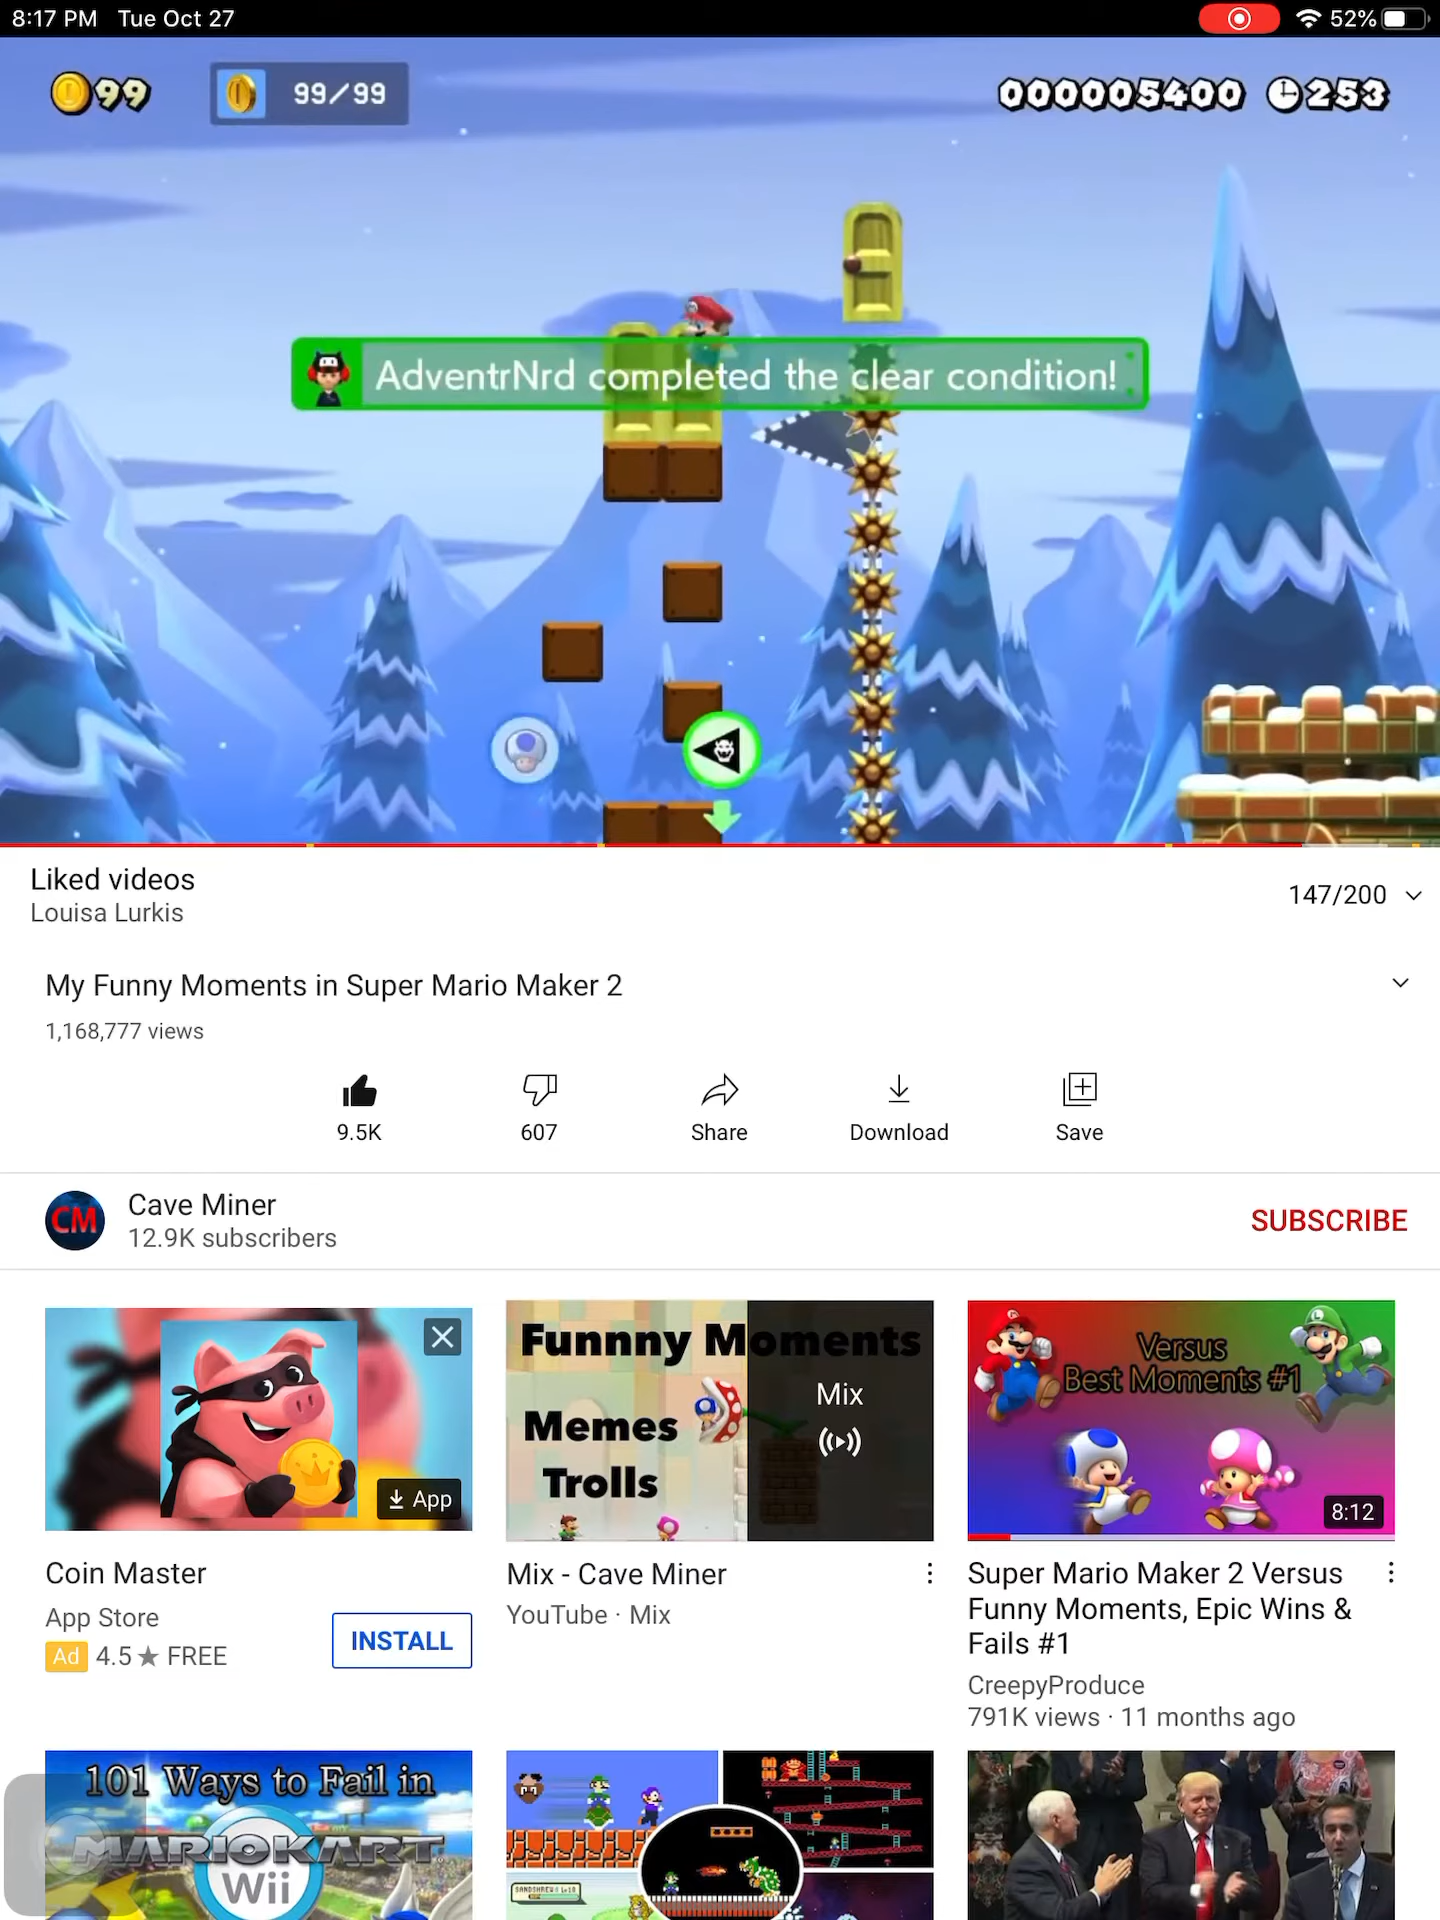 8:17 PM Tue Oct 27
52%
99
99/99
000005400
253
AdventrNrd completed the clear condition!
Liked videos
Louisa Lurkis
147/200
My Funny Moments in Super Mario Maker 2
1,168,777 views
9.5K
607
Share
Download
Save
CM
Cave Miner
12.9K subscribers
SUBSCRIBE
App
Coin Master
App Store
Ad 4.5 ★ FREE
INSTALL
Funnny Moments
Memes
Trolls
Mix
Mix - Cave Miner
YouTube · Mix
Versus
Best Moments #1
8:12
Super Mario Maker 2 Versus
Funny Moments, Epic Wins &
Fails #1
CreepyProduce
791K views · 11 months ago
101 Ways to Fail in
MARIOKART
Wii
SANDSHREW